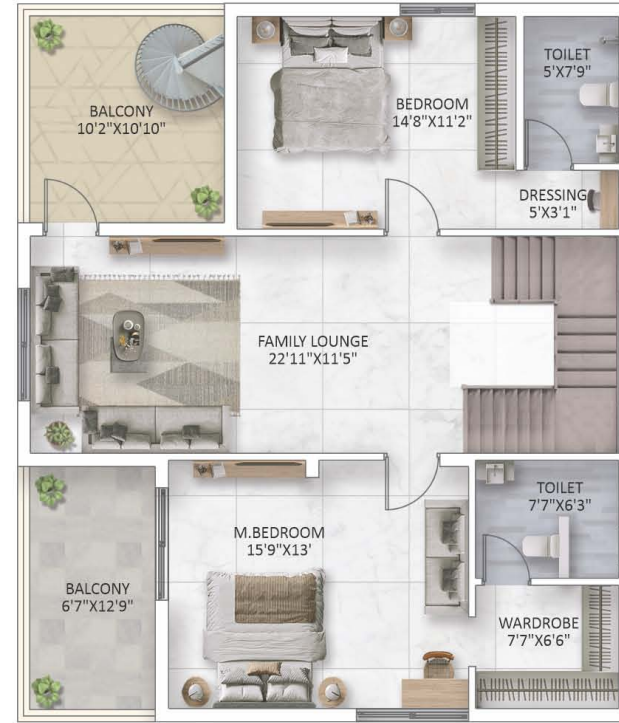 TOILET
5'X7'9"
BALCONY
10'2"X10'10"
BEDROOM
14'8"X11'2"
DRESSING
5'X3'1"
FAMILY LOUNGE
22'11"X11'5"
TOILET
7'7"X6'3"
M.BEDROOM
15'9"X13'
BALCONY
6'7"X12'9"
WARDROBE
7'7"X6'6"